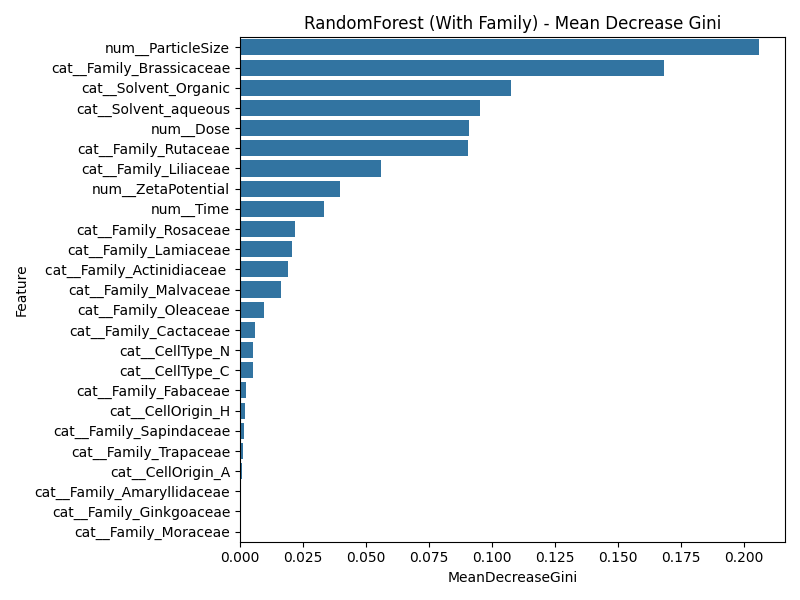 RandomForest (With Family) - Mean Decrease Gini
Feature
num__ParticleSize
cat__Family_Brassicaceae
cat__Solvent_Organic
cat__Solvent_aqueous
num__Dose
cat__Family_Rutaceae
cat__Family_Liliaceae
num__ZetaPotential
num__Time
cat__Family_Rosaceae
cat__Family_Lamiaceae
cat__Family_Actinidiaceae
cat__Family_Malvaceae
cat__Family_Oleaceae
cat__Family_Cactaceae
cat__CellType_N
cat__CellType_C
cat__Family_Fabaceae
cat__CellOrigin_H
cat__Family_Sapindaceae
cat__Family_Trapaceae
cat__CellOrigin_A
cat__Family_Amaryllidaceae
cat__Family_Ginkgoaceae
cat__Family_Moraceae
0.000 0.025 0.050 0.075 0.100 0.125 0.150 0.175 0.200
MeanDecreaseGini